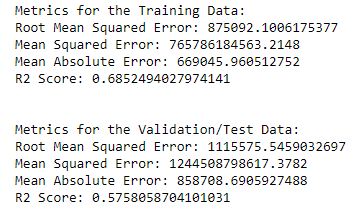 Metrics for the Training Data:
Root Mean Squared Error: 875092.1006175377
Mean Squared Error: 765786184563.2148
Mean Absolute Error: 669045.960512752
R2 Score: 0.6852494027974141
Metrics for the Validation/Test Data:
Root Mean Squared Error: 1115575.5459032697
Mean Squared Error: 1244508798617.3782
Mean Absolute Error: 858708.6905927488
R2 Score: 0.5758058704101031